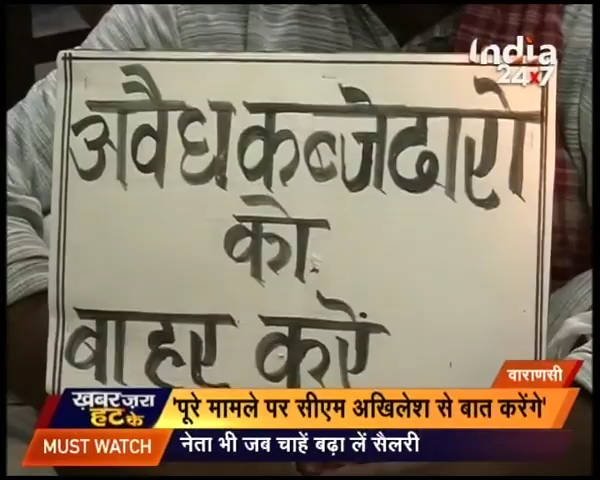 India
24x7
अवैध कब्जेढारो
को
बाहर करें
वाराणसी
ख़बर ज़रा
हट के
'पूरे मामले पर सीएम अखिलेश से बात करेंगे'
MUST WATCH
नेता भी जब चाहें बढ़ा लें सैलरी